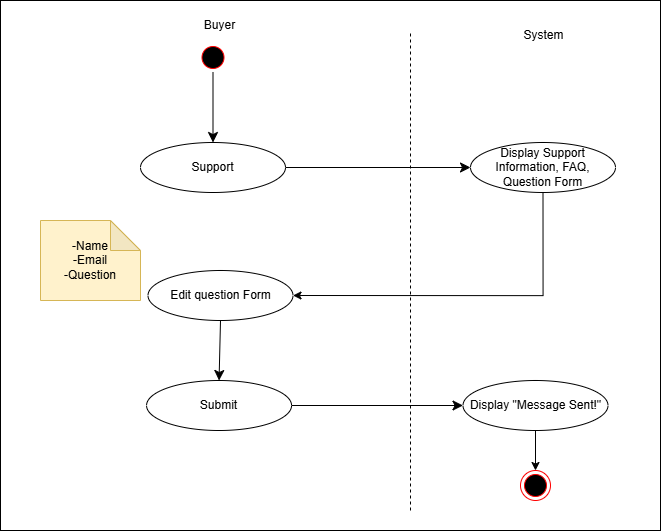 Buyer
System
Support
Display Support
Information, FAQ,
Question Form
-Name
-Email
-Question
Edit question Form
Submit
Display "Message Sent!"